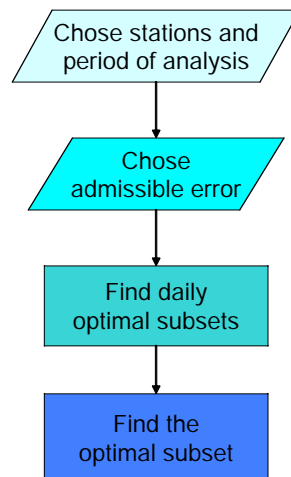 Chose stations and
period of analysis
Chose
admissible error
Find daily
optimal subsets
Find the
optimal subset